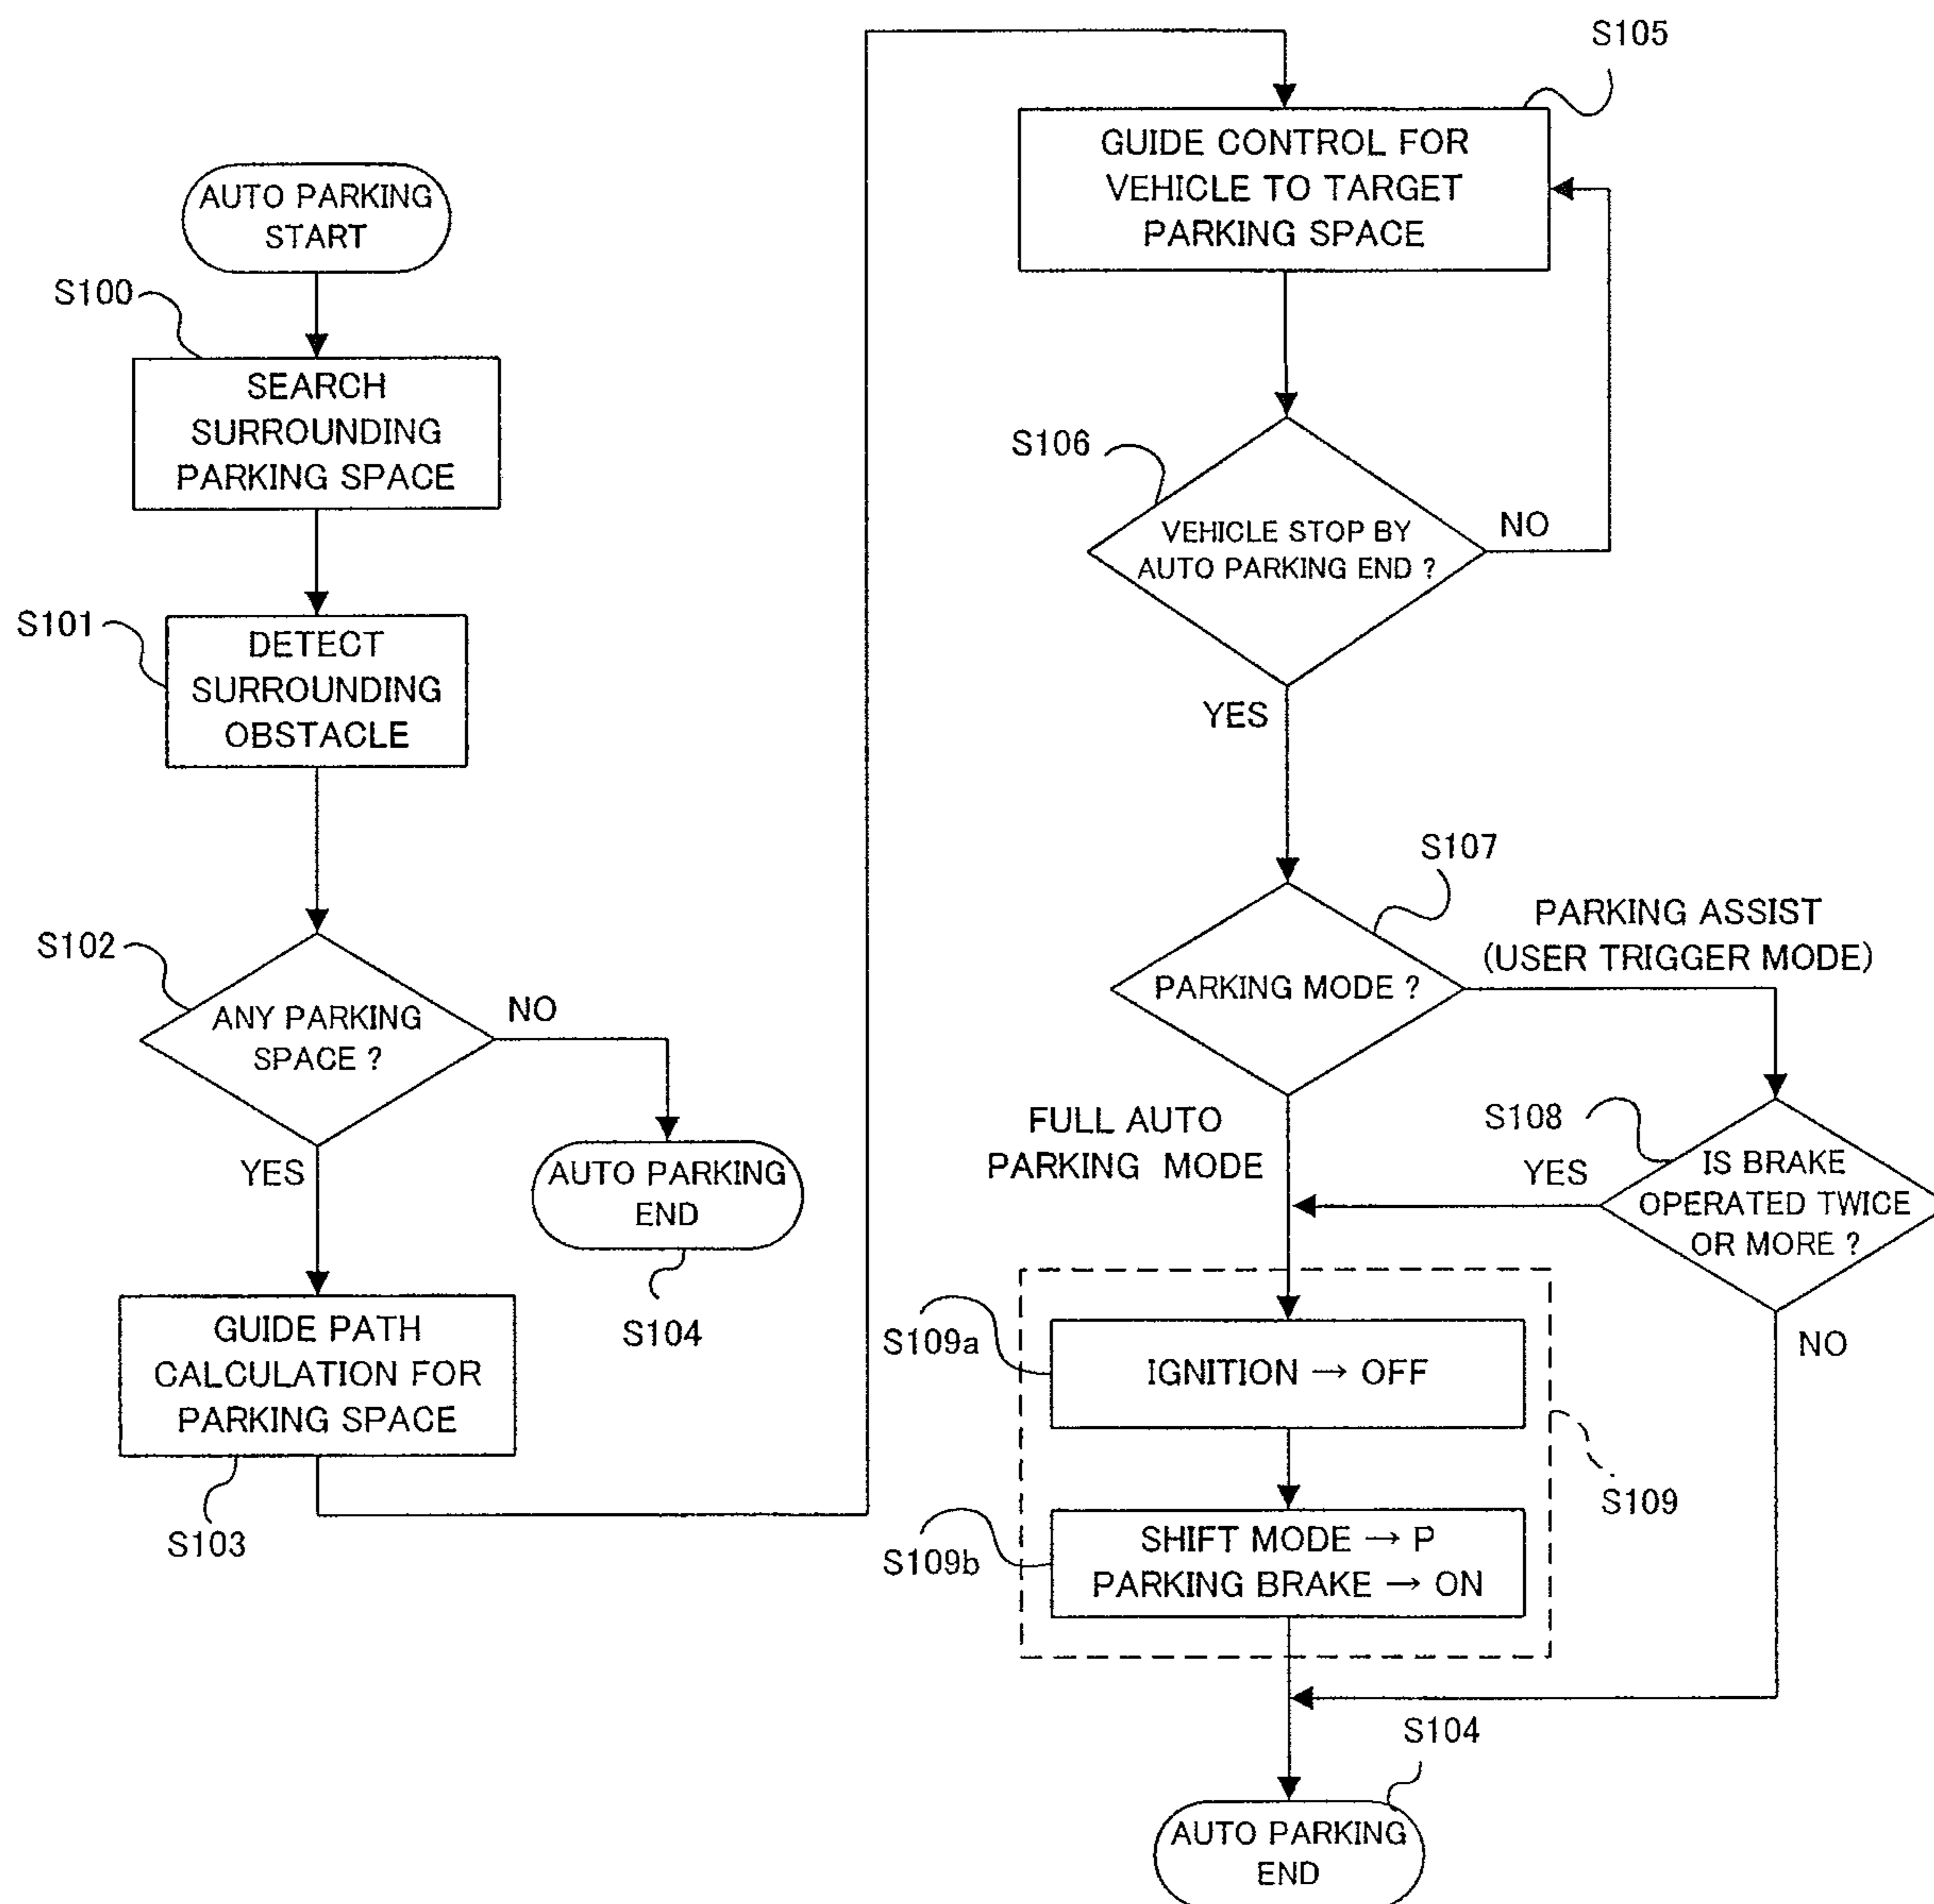 AUTO PARKING
START
S100
SEARCH
SURROUNDING
PARKING SPACE
S101
DETECT
SURROUNDING
OBSTACLE
S102
ANY PARKING
SPACE ?
NO
YES
AUTO PARKING
END
S104
GUIDE PATH
CALCULATION FOR
PARKING SPACE
S103
S105
GUIDE CONTROL FOR
VEHICLE TO TARGET
PARKING SPACE
S106
VEHICLE STOP BY
AUTO PARKING END ?
NO
YES
S107
PARKING MODE ?
PARKING ASSIST
(USER TRIGGER MODE)
FULL AUTO
PARKING MODE
S108
IS BRAKE
OPERATED TWICE
OR MORE ?
YES
NO
S109a
IGNITION → OFF
S109
S109b
SHIFT MODE → P
PARKING BRAKE → ON
S104
AUTO PARKING
END